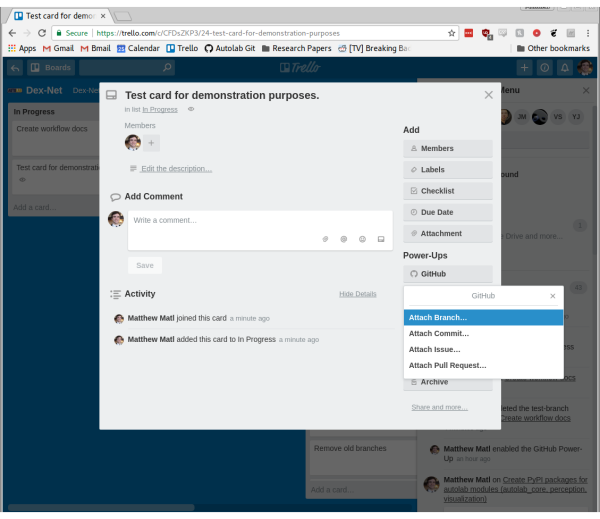 Test card for demon
Secure https://trello.com/c/CFDsZKP3/24-test-card-for-demonstration-purposes
Apps M Gmail M Bmail 25 Calendar Trello Autolab Git Research Papers [TV] Breaking Ba
Other bookmarks
Boards
Trello
Dex-Net Dex-Ne
Menu
In Progress
Create workflow docs
Test card for demonstrati
Add a card...
Test card for demonstration purposes.
in list In Progress
Members
Edit the description...
Add Comment
Write a comment...
Save
Activity
Hide Details
Matthew Matl joined this card a minute ago
Matthew Matl added this card to In Progress a minute ago
Add
Members
Labels
Checklist
Due Date
Attachment
Power-Ups
GitHub
GitHub
Attach Branch...
Attach Commit...
Attach Issue...
Attach Pull Request...
Archive
Share and more...
JM
VS
YJ
ound
Drive and more...
Create workflow docs
Remove old branches
Add a card...
Matthew Matl enabled the GitHub Power-
Up an hour ago
Matthew Matl on Create PyPI packages for
autolab modules (autolab_core, perception,
visualization)